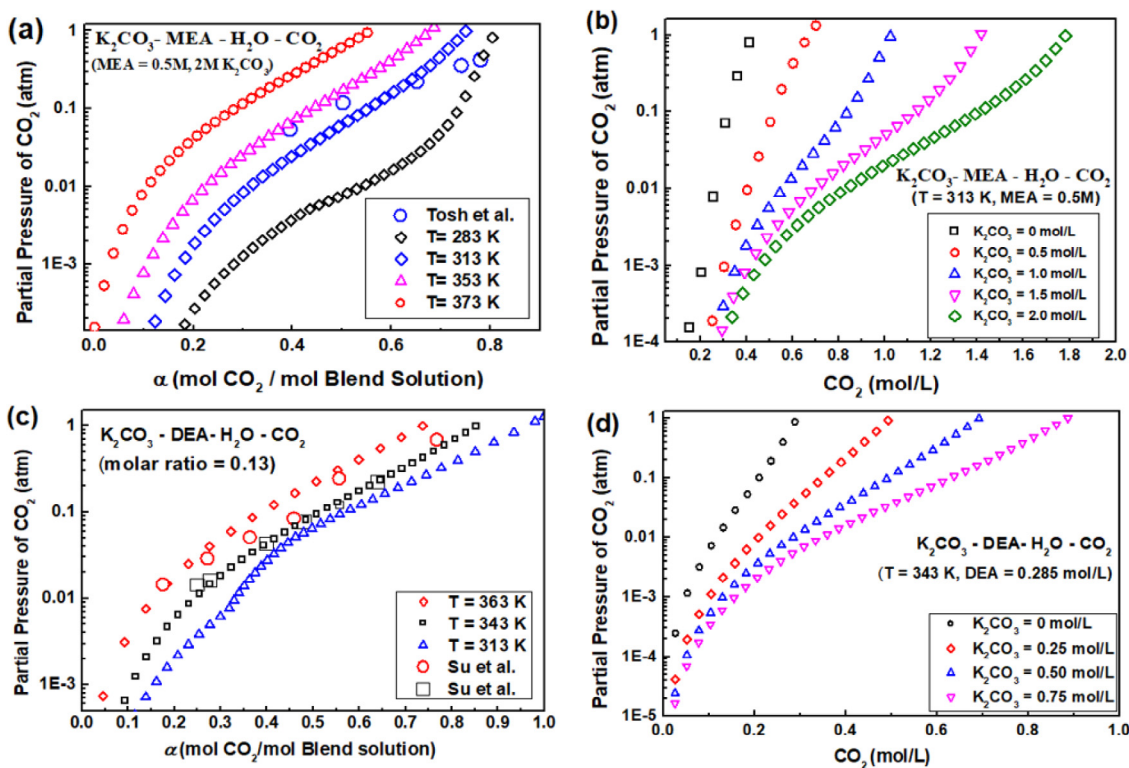 (a)
K₂CO₃- MEA - H₂O - CO₂
(MEA = 0.5M, 2M K₂CO₃)
Partial Pressure of CO₂ (atm)
1
0.1
0.01
1E-3
Tosh et al.
T= 283 K
T= 313 K
T= 353 K
T= 373 K
0.0 0.2 0.4 0.6 0.8
α (mol CO₂ / mol Blend Solution)
(b)
Partial Pressure of CO₂ (atm)
1
0.1
0.01
1E-3
1E-4
K₂CO₃- MEA - H₂O - CO₂
(T = 313 K, MEA = 0.5M)
K₂CO₃ = 0 mol/L
K₂CO₃ = 0.5 mol/L
K₂CO₃ = 1.0 mol/L
K₂CO₃ = 1.5 mol/L
K₂CO₃ = 2.0 mol/L
0.2 0.4 0.6 0.8 1.0 1.2 1.4 1.6 1.8 2.0
CO₂ (mol/L)
(c)
K₂CO₃ - DEA- H₂O - CO₂
(molar ratio = 0.13)
Partial Pressure of CO₂ (atm)
1
0.1
0.01
1E-3
T = 363 K
T = 343 K
T = 313 K
Su et al.
Su et al.
0.0 0.1 0.2 0.3 0.4 0.5 0.6 0.7 0.8 0.9 1.0
α (mol CO₂/mol Blend solution)
(d)
Partial Pressure of CO₂ (atm)
1
0.1
0.01
1E-3
1E-4
1E-5
K₂CO₃ - DEA- H₂O - CO₂
(T = 343 K, DEA = 0.285 mol/L)
K₂CO₃ = 0 mol/L
K₂CO₃ = 0.25 mol/L
K₂CO₃ = 0.50 mol/L
K₂CO₃ = 0.75 mol/L
0.0 0.2 0.4 0.6 0.8 1.0
CO₂ (mol/L)